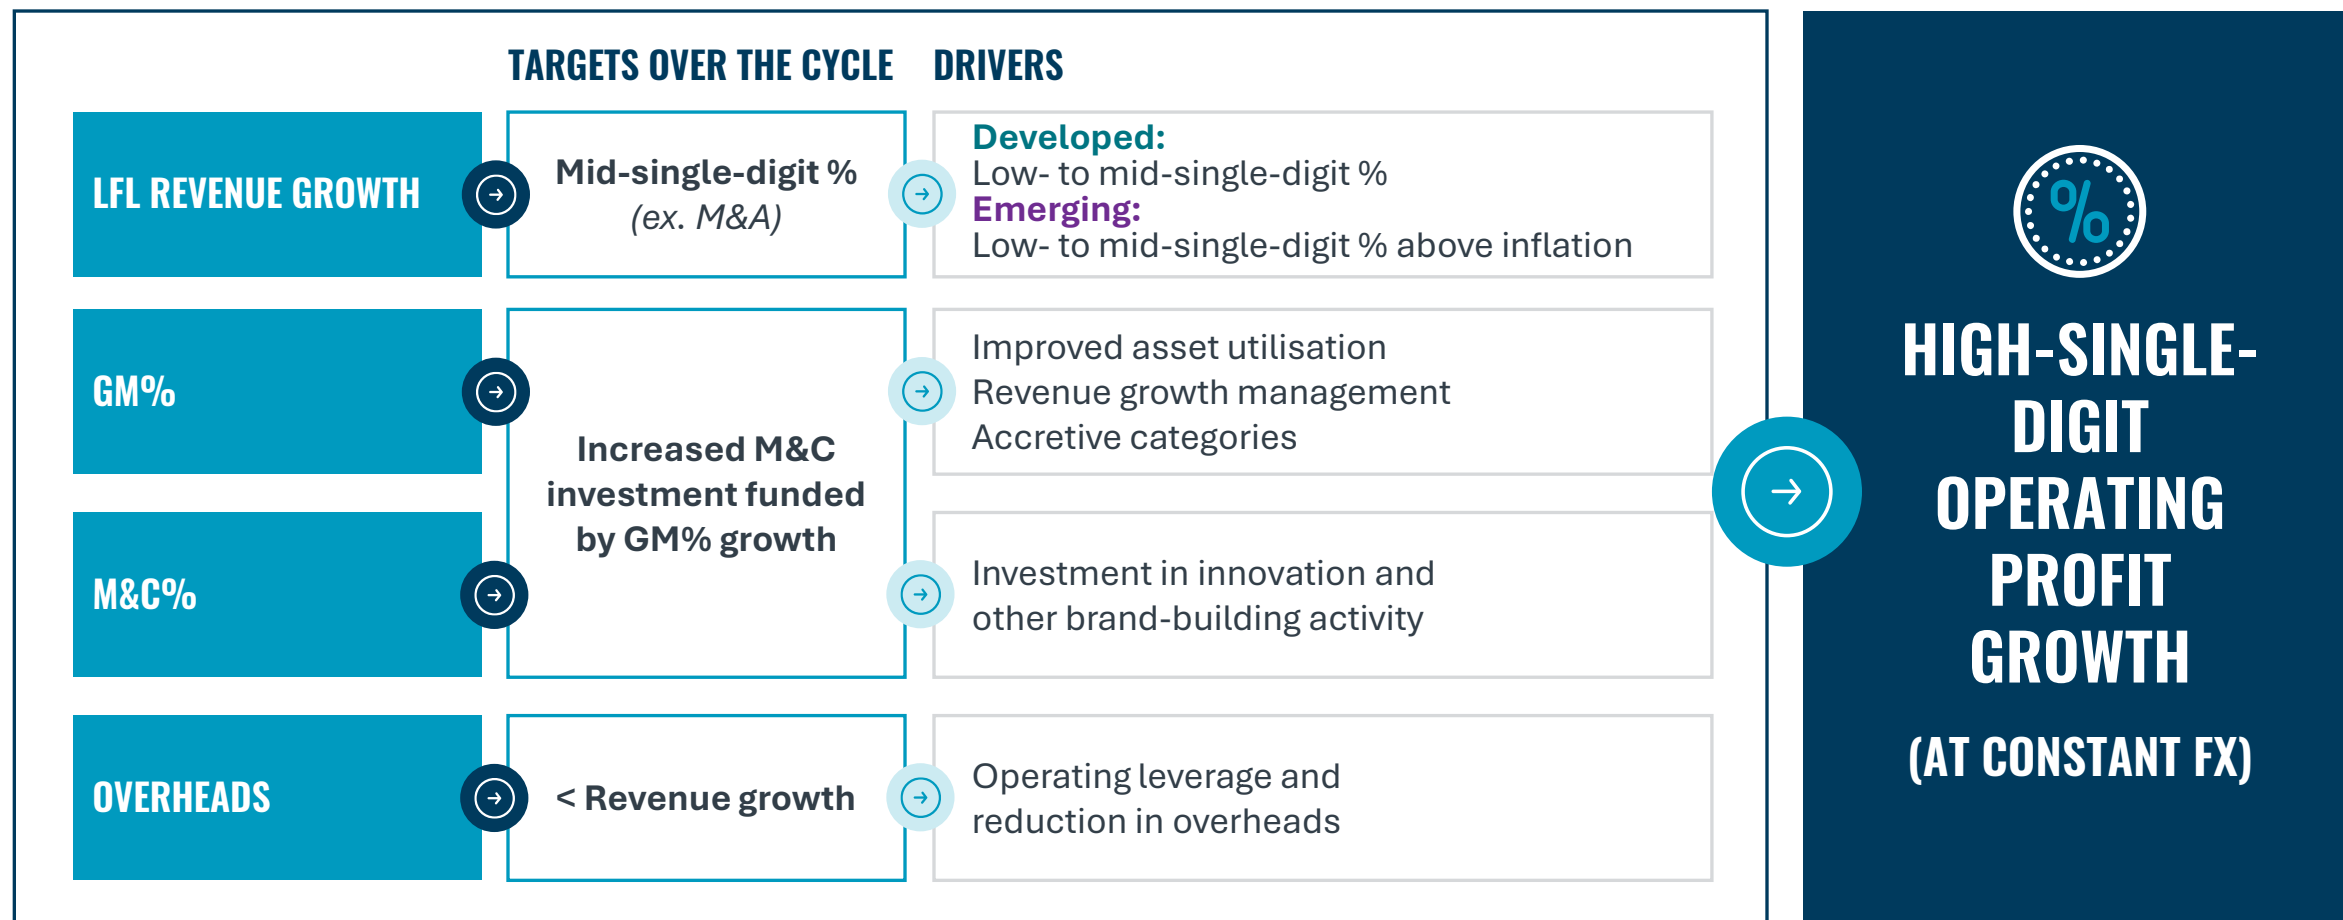 TARGETS OVER THE CYCLE
DRIVERS
LFL REVENUE GROWTH
Mid-single-digit %
(ex. M&A)
Developed:
Low- to mid-single-digit %
Emerging:
Low- to mid-single-digit % above inflation
GM%
Increased M&C
investment funded
by GM% growth
Improved asset utilisation
Revenue growth management
Accretive categories
M&C%
Investment in innovation and
other brand-building activity
OVERHEADS
< Revenue growth
Operating leverage and
reduction in overheads
%
HIGH-SINGLE-
DIGIT
OPERATING
PROFIT
GROWTH
(AT CONSTANT FX)